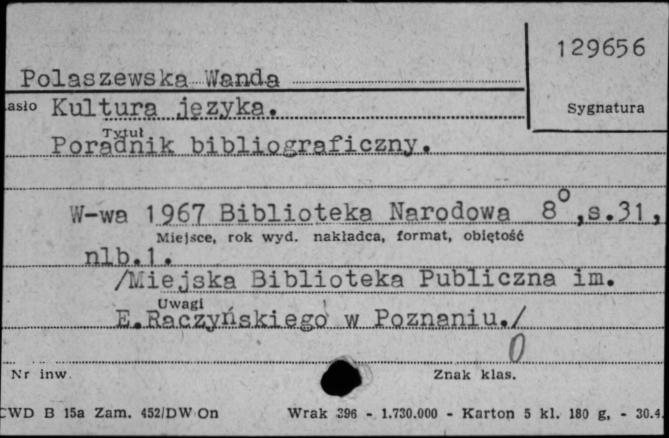 129656
Polaszewska Wanda
Sygnatura
asło Kultura języka.
Tytuł
Poradnik bibliograficzny.
W-wa 1967 Biblioteka Narodowa 8°,s.31,
Miejsce, rok wyd. nakładca, format, objętość
nlb.1.
/Miejska Biblioteka Publiczna im.
Uwagi
E.Raczyńskiego w Poznaniu./
0
Nr inw.
Znak klas.
CWD B 15a Zam. 452/DW On Wrak 396 - 1.730.000 - Karton 5 kl. 180 g, - 30.4.